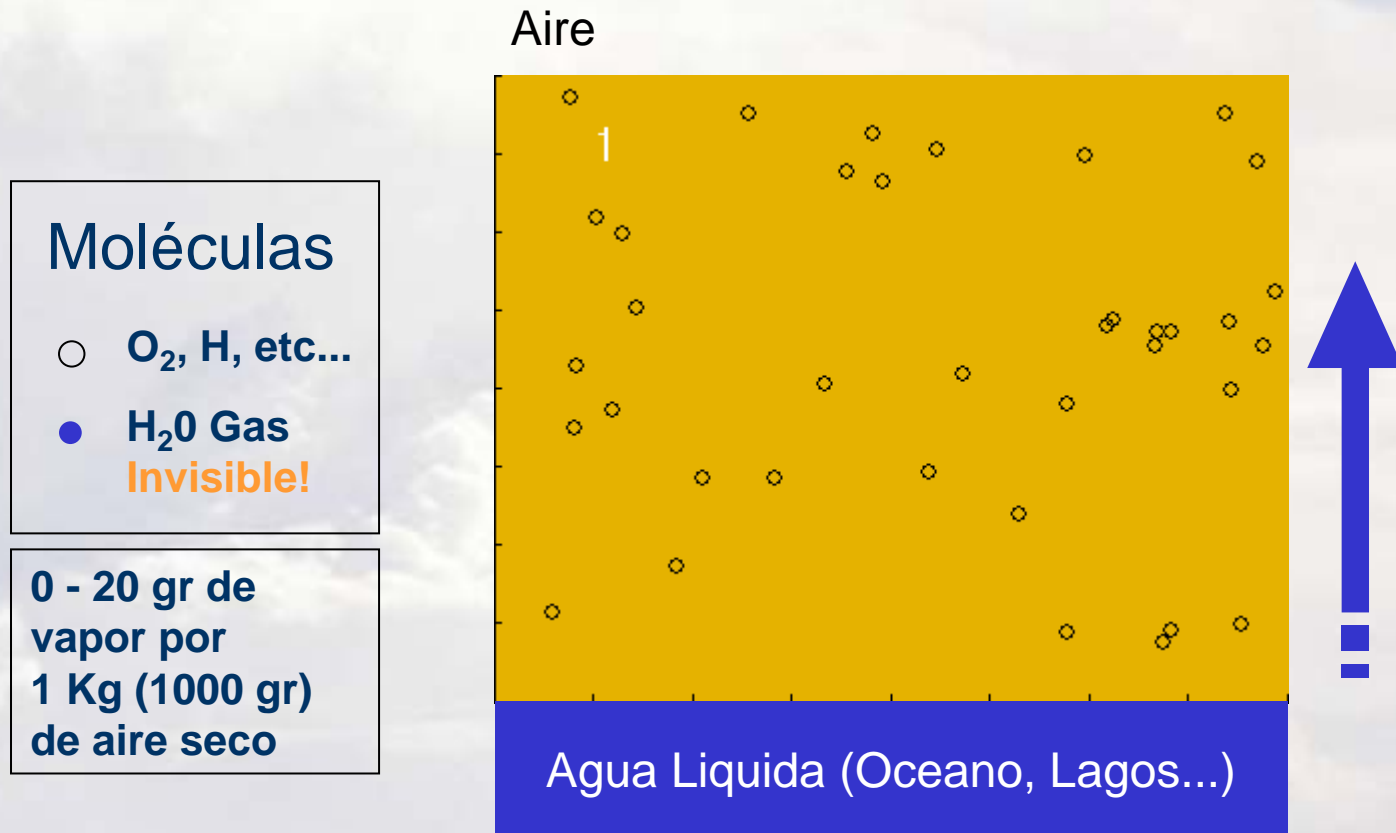 Aire
1
Moléculas
O₂, H, etc...
H₂0 Gas
Invisible!
0 - 20 gr de
vapor por
1 Kg (1000 gr)
de aire seco
Agua Liquida (Oceano, Lagos...)